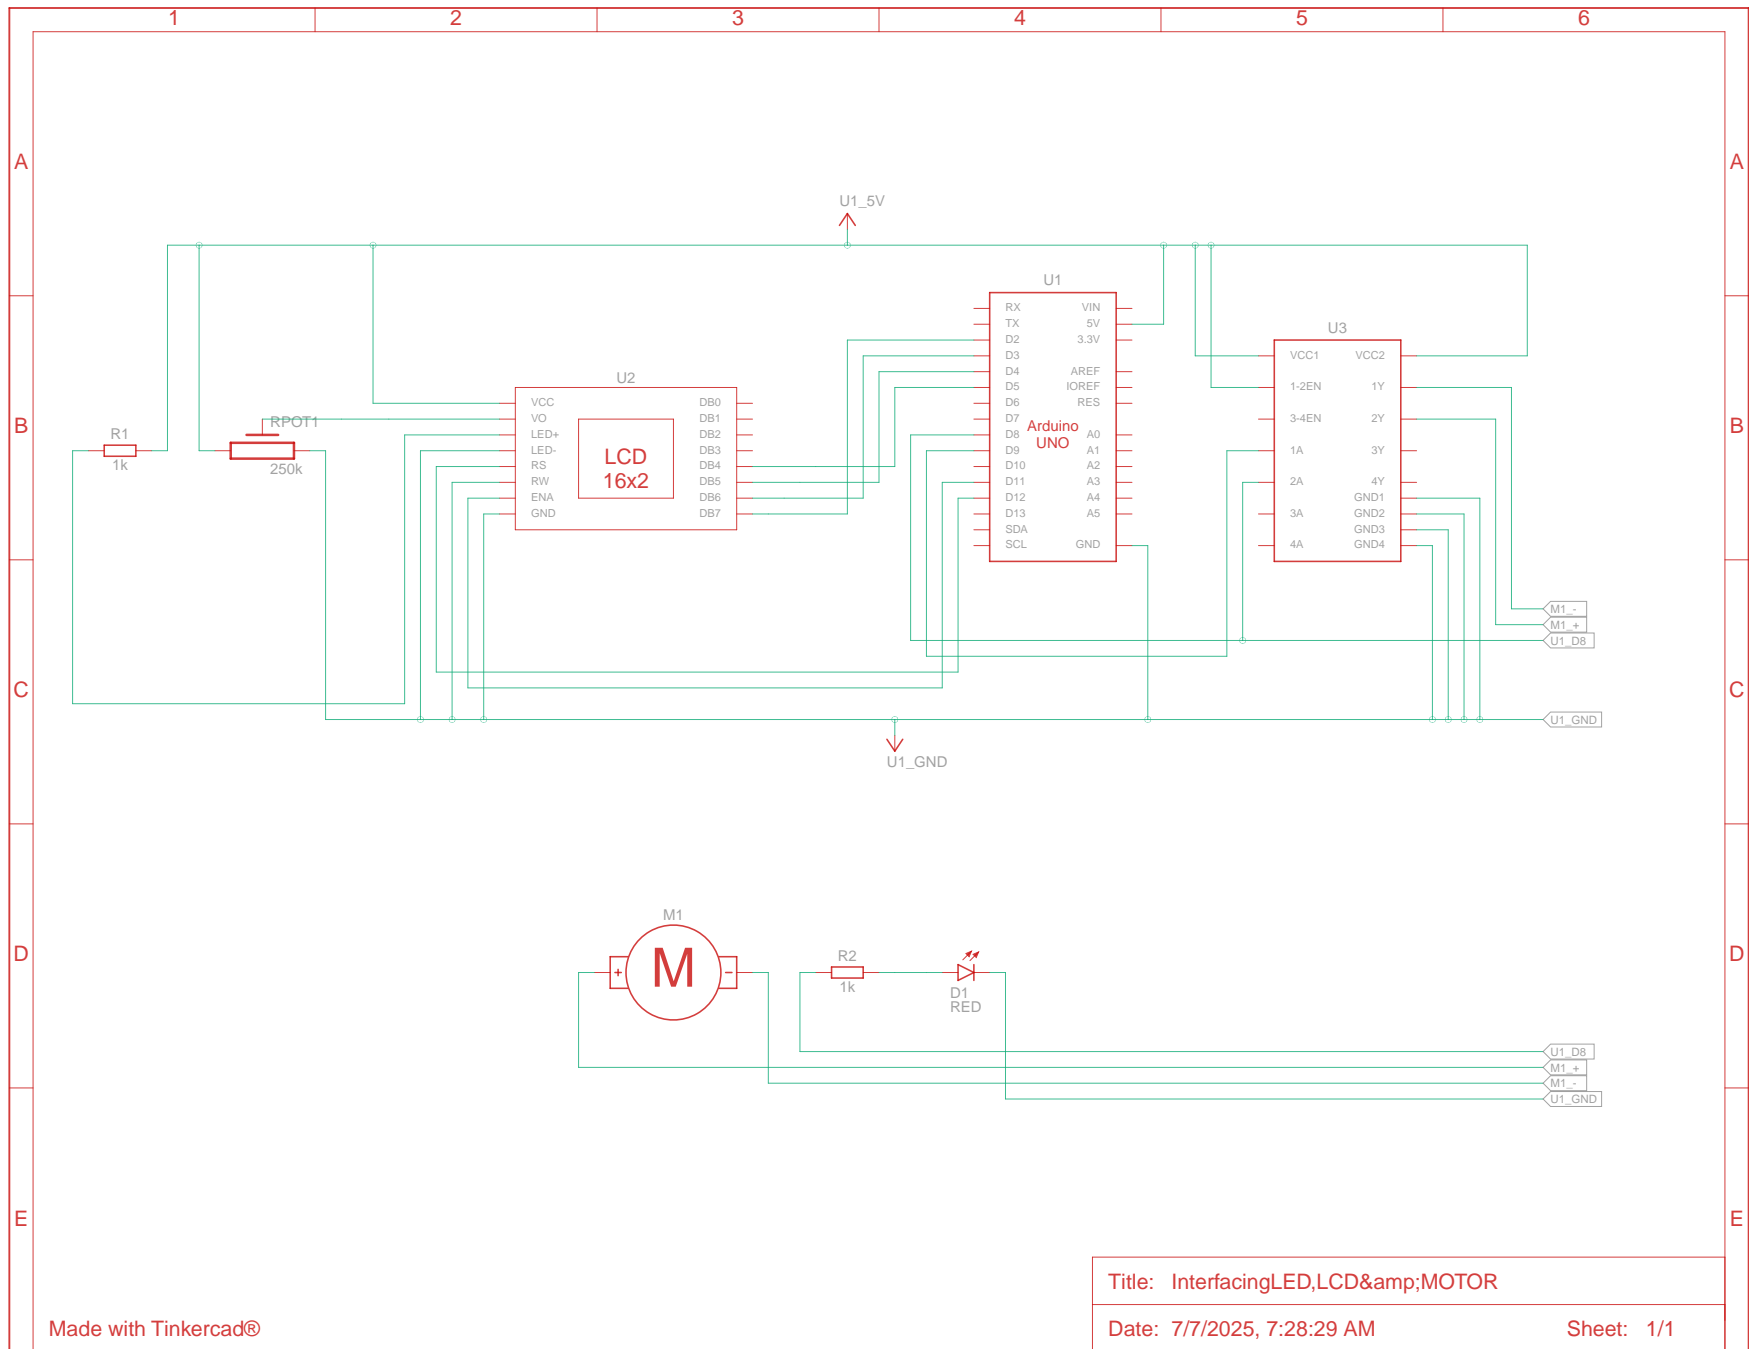 1 2 3 4 5 6
A A
U1_5V
U1
RX VIN
TX 5V
D2 3.3V
D3
D4 AREF
D5 IOREF
D6 RES
D7
Arduino
UNO
D8 A0
D9 A1
D10 A2
D11 A3
D12 A4
D13 A5
SDA
SCL GND
U3
VCC1 VCC2
1-2EN 1Y
3-4EN 2Y
1A 3Y
2A 4Y
GND1
3A GND2
GND3
4A GND4
U2
VCC DB0
VO DB1
LED+ DB2
LED- DB3
RS DB4
RW DB5
ENA DB6
GND DB7
LCD
16x2
B B
R1
1k
RPOT1
250k
M1_-
M1_+
U1_D8
C C
U1_GND
U1_GND
M1
M
+ -
R2
1k
D1
RED
D D
U1_D8
M1_+
M1_-
U1_GND
E E
Title: InterfacingLED,LCD&amp;MOTOR
Made with Tinkercad®
Date: 7/7/2025, 7:28:29 AM Sheet: 1/1